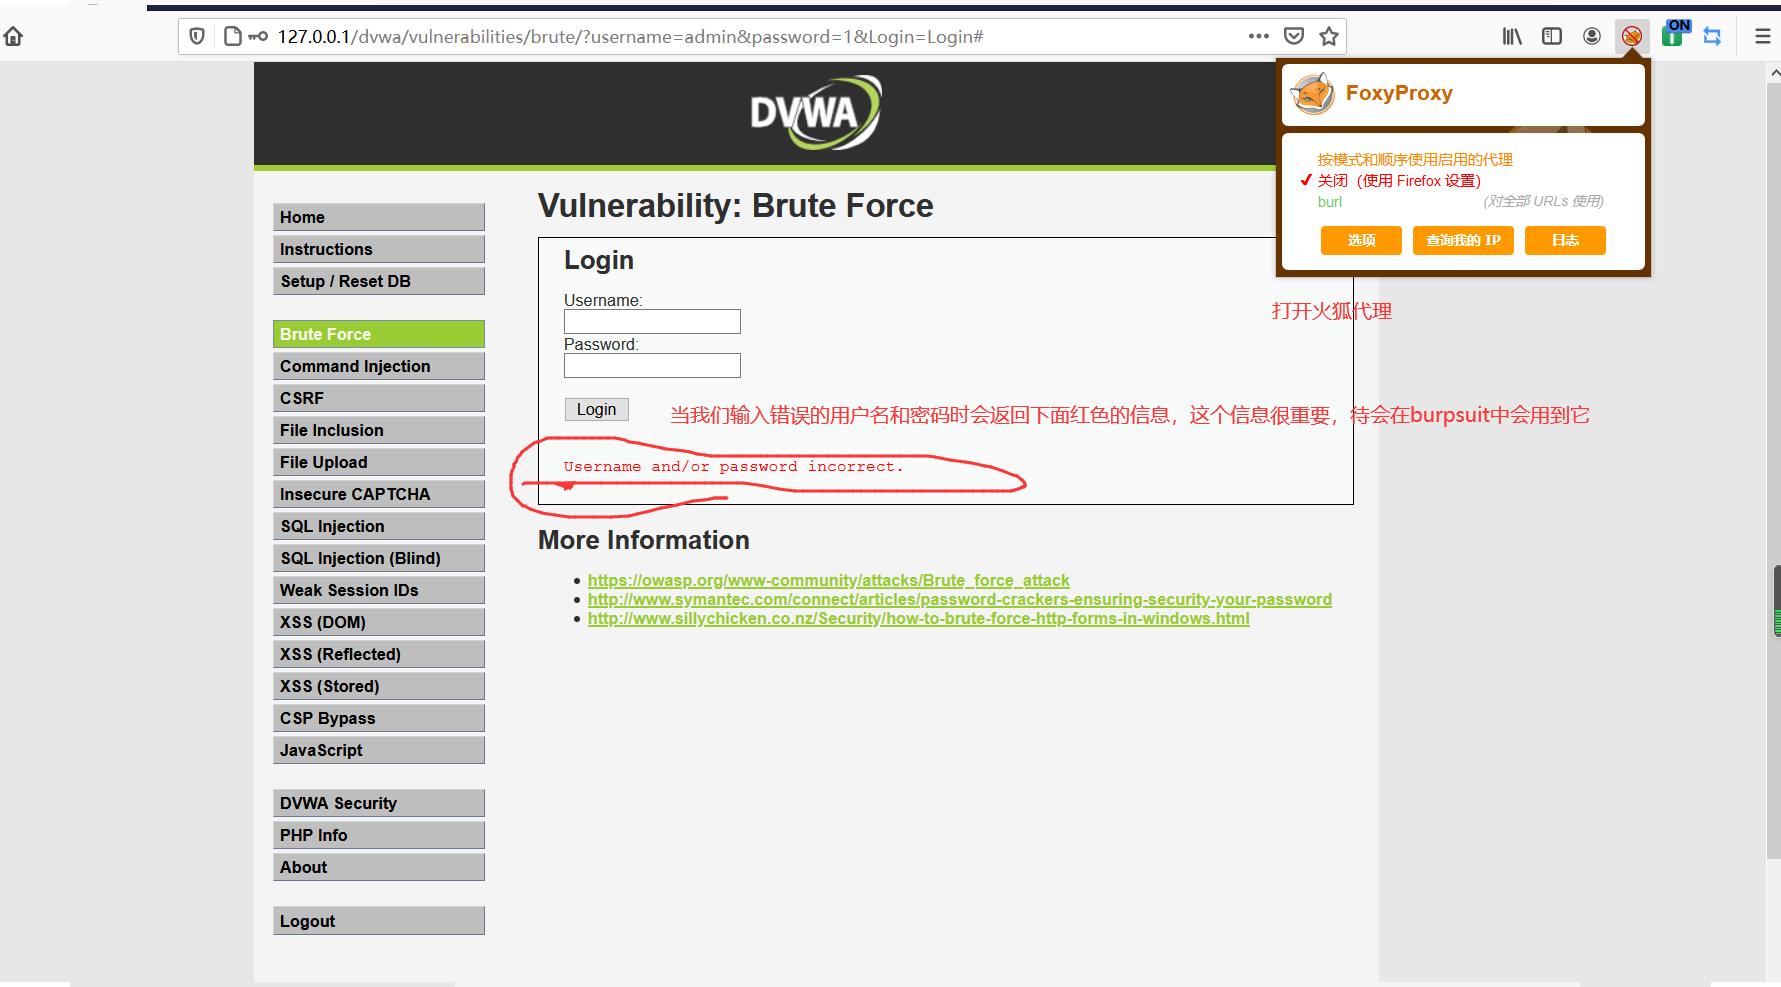 127.0.0.1/dvwa/vulnerabilities/brute/?username=admin&password=1&Login=Login#
ON
DVWA
FoxyProxy
按模式和顺序使用启用的代理
✔ 关闭（使用 Firefox 设置）
burl (对全部 URLs 使用)
选项 查询我的 IP 日志
Home
Instructions
Setup / Reset DB
Brute Force
Command Injection
CSRF
File Inclusion
File Upload
Insecure CAPTCHA
SQL Injection
SQL Injection (Blind)
Weak Session IDs
XSS (DOM)
XSS (Reflected)
XSS (Stored)
CSP Bypass
JavaScript
DVWA Security
PHP Info
About
Logout
Vulnerability: Brute Force
Login
Username:
打开火狐代理
Password:
Login
当我们输入错误的用户名和密码时会返回下面红色的信息，这个信息很重要，待会在burpsuit中会用到它
Username and/or password incorrect.
More Information
https://owasp.org/www-community/attacks/Brute_force_attack
http://www.symantec.com/connect/articles/password-crackers-ensuring-security-your-password
http://www.sillychicken.co.nz/Security/how-to-brute-force-http-forms-in-windows.html